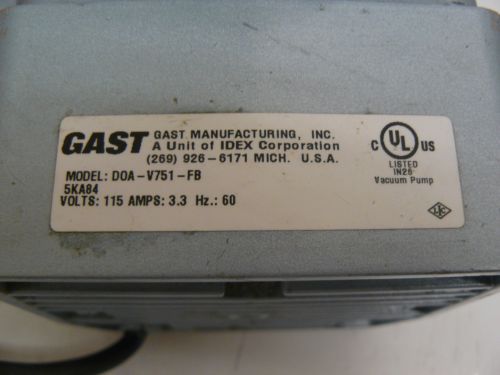 GAST
GAST MANUFACTURING, INC.
A Unit of IDEX Corporation
(269) 926-6171 MICH. U.S.A.
MODEL: DOA-V751-FB
5KA84
VOLTS: 115 AMPS: 3.3 Hz.: 60
C UL US
LISTED
IN26
Vacuum Pump